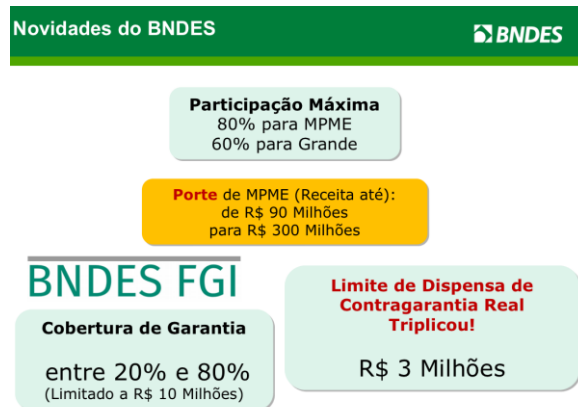 Novidades do BNDES
BNDES
Participação Máxima
80% para MPME
60% para Grande
Porte de MPME (Receita até):
de R$ 90 Milhões
para R$ 300 Milhões
BNDES FGI
Cobertura de Garantia
entre 20% e 80%
(Limitado a R$ 10 Milhões)
Limite de Dispensa de
Contragarantia Real
Triplicou!
R$ 3 Milhões